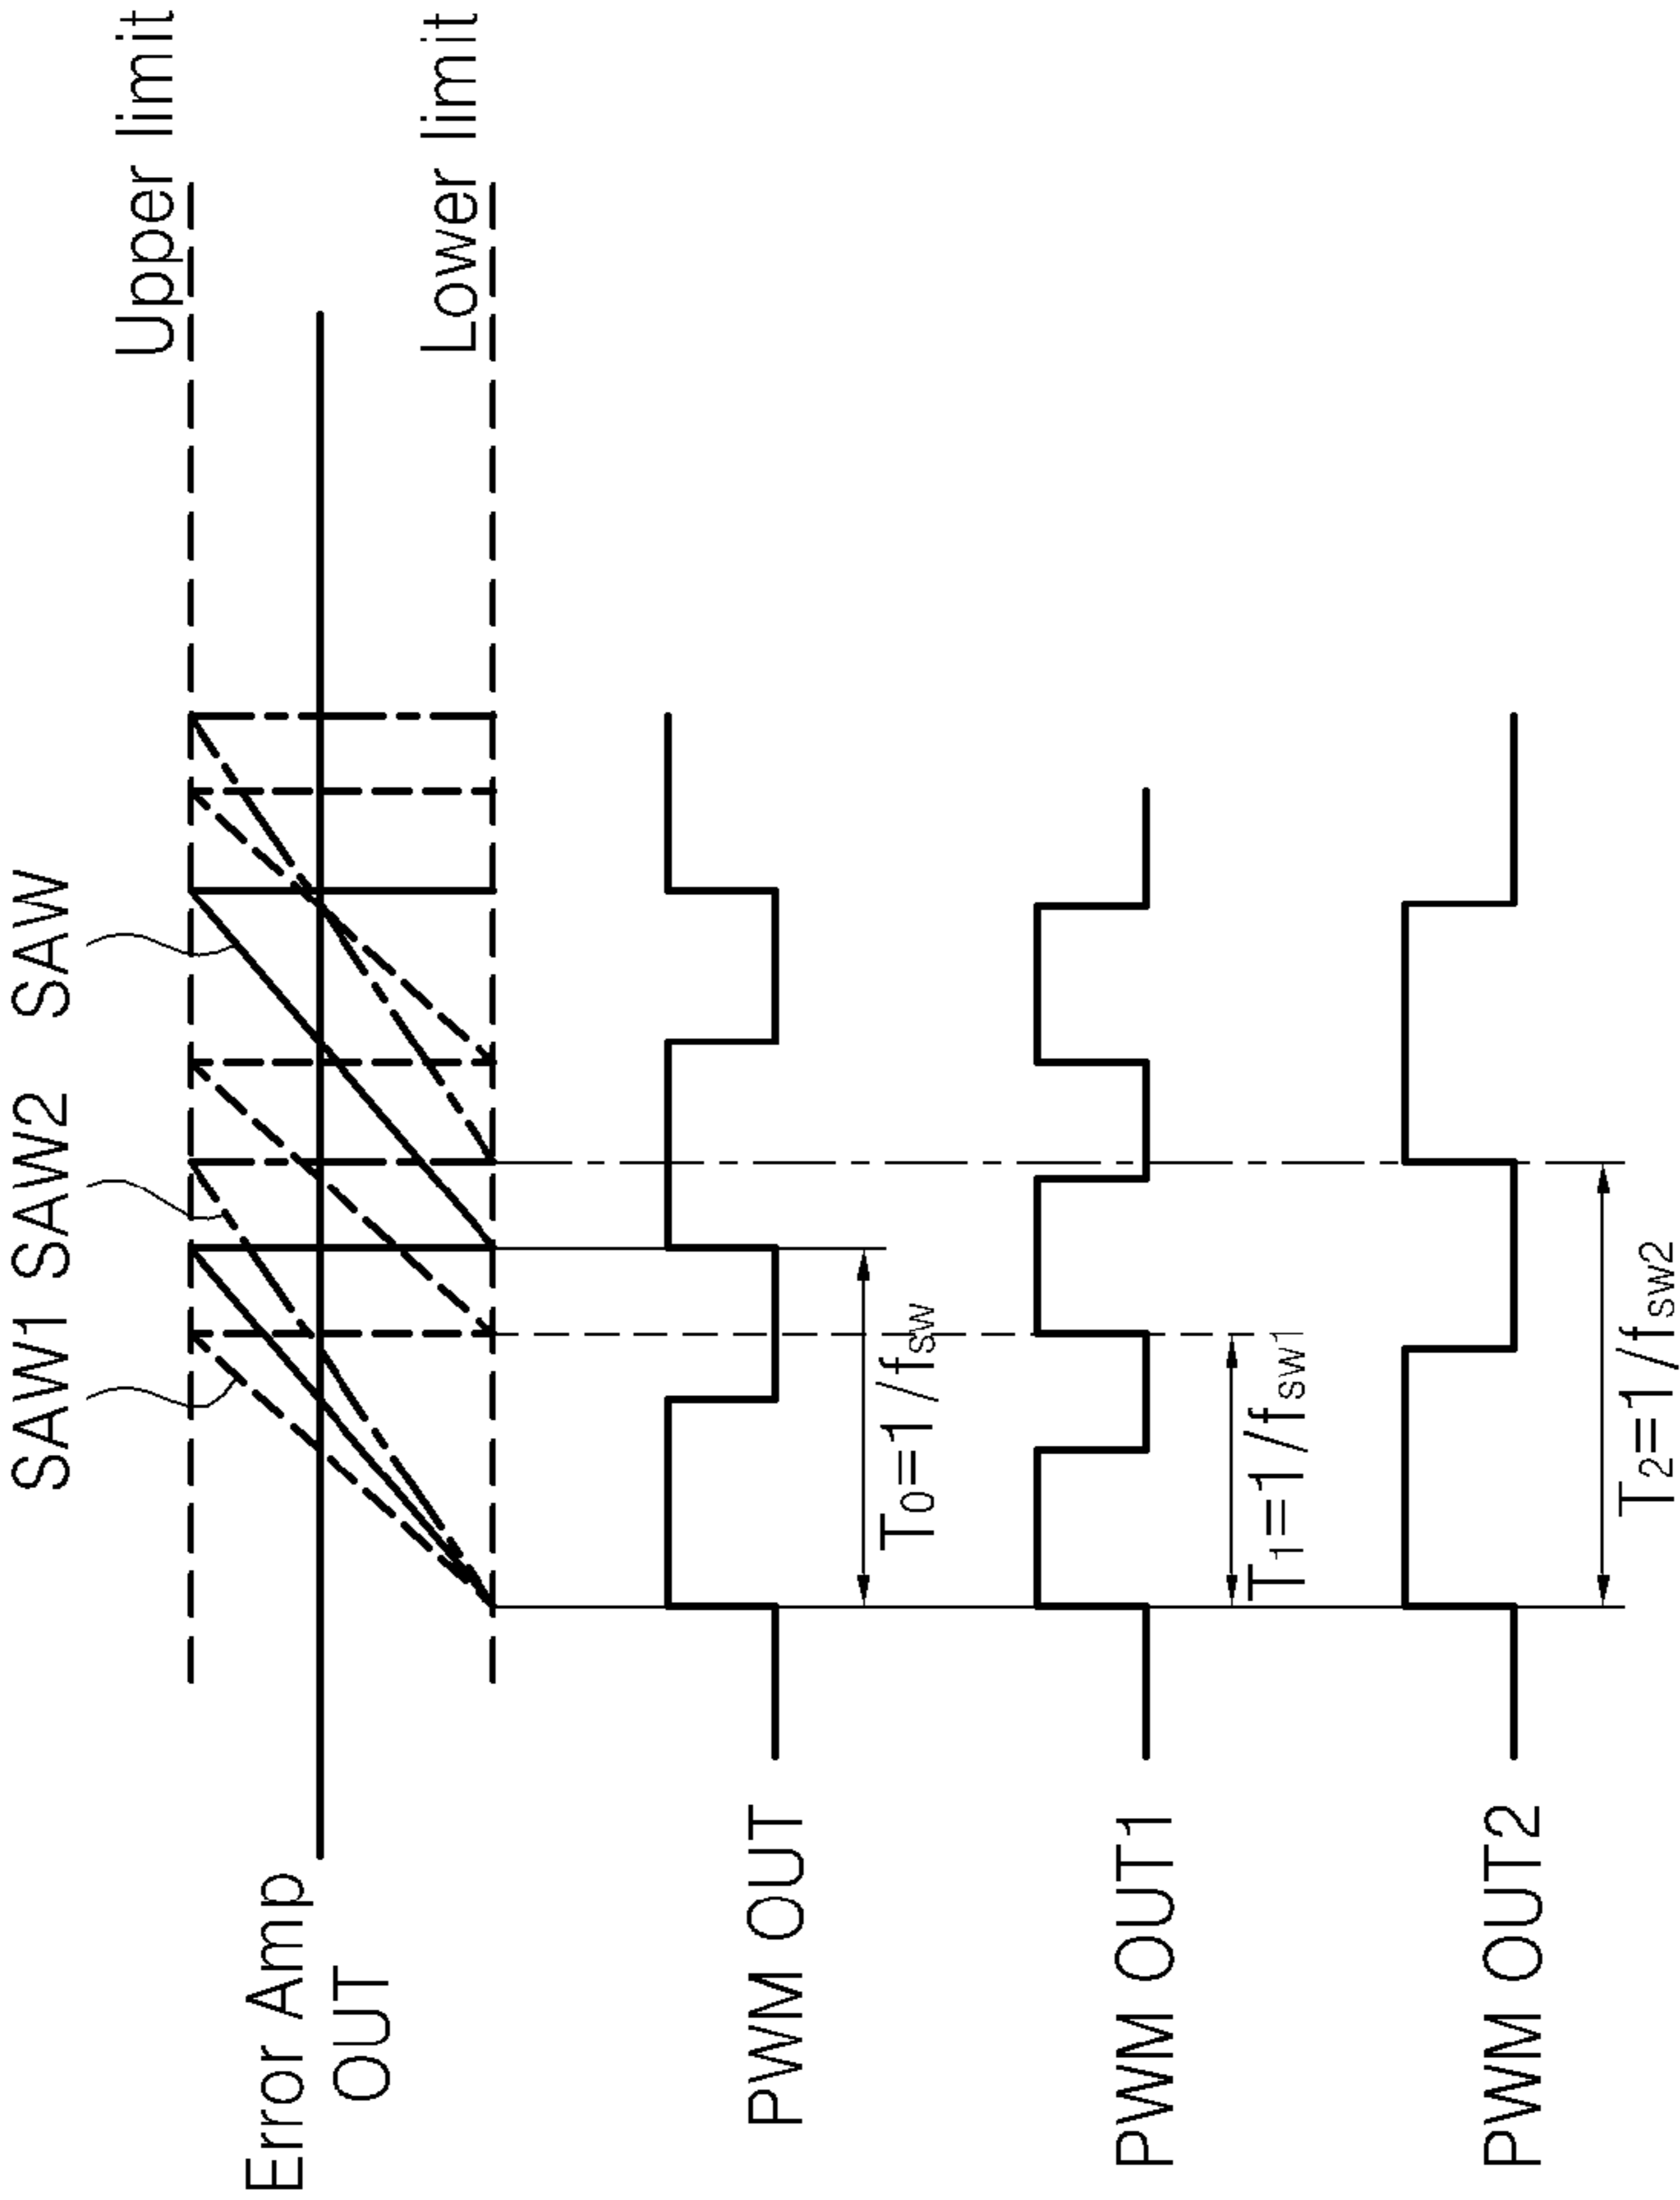 SAW1 SAW2 SAW
Upper limit
Error Amp
OUT
Lower limit
PWM OUT
T0=1/fsw
PWM OUT1
T1=1/fsw1
PWM OUT2
T2=1/fsw2